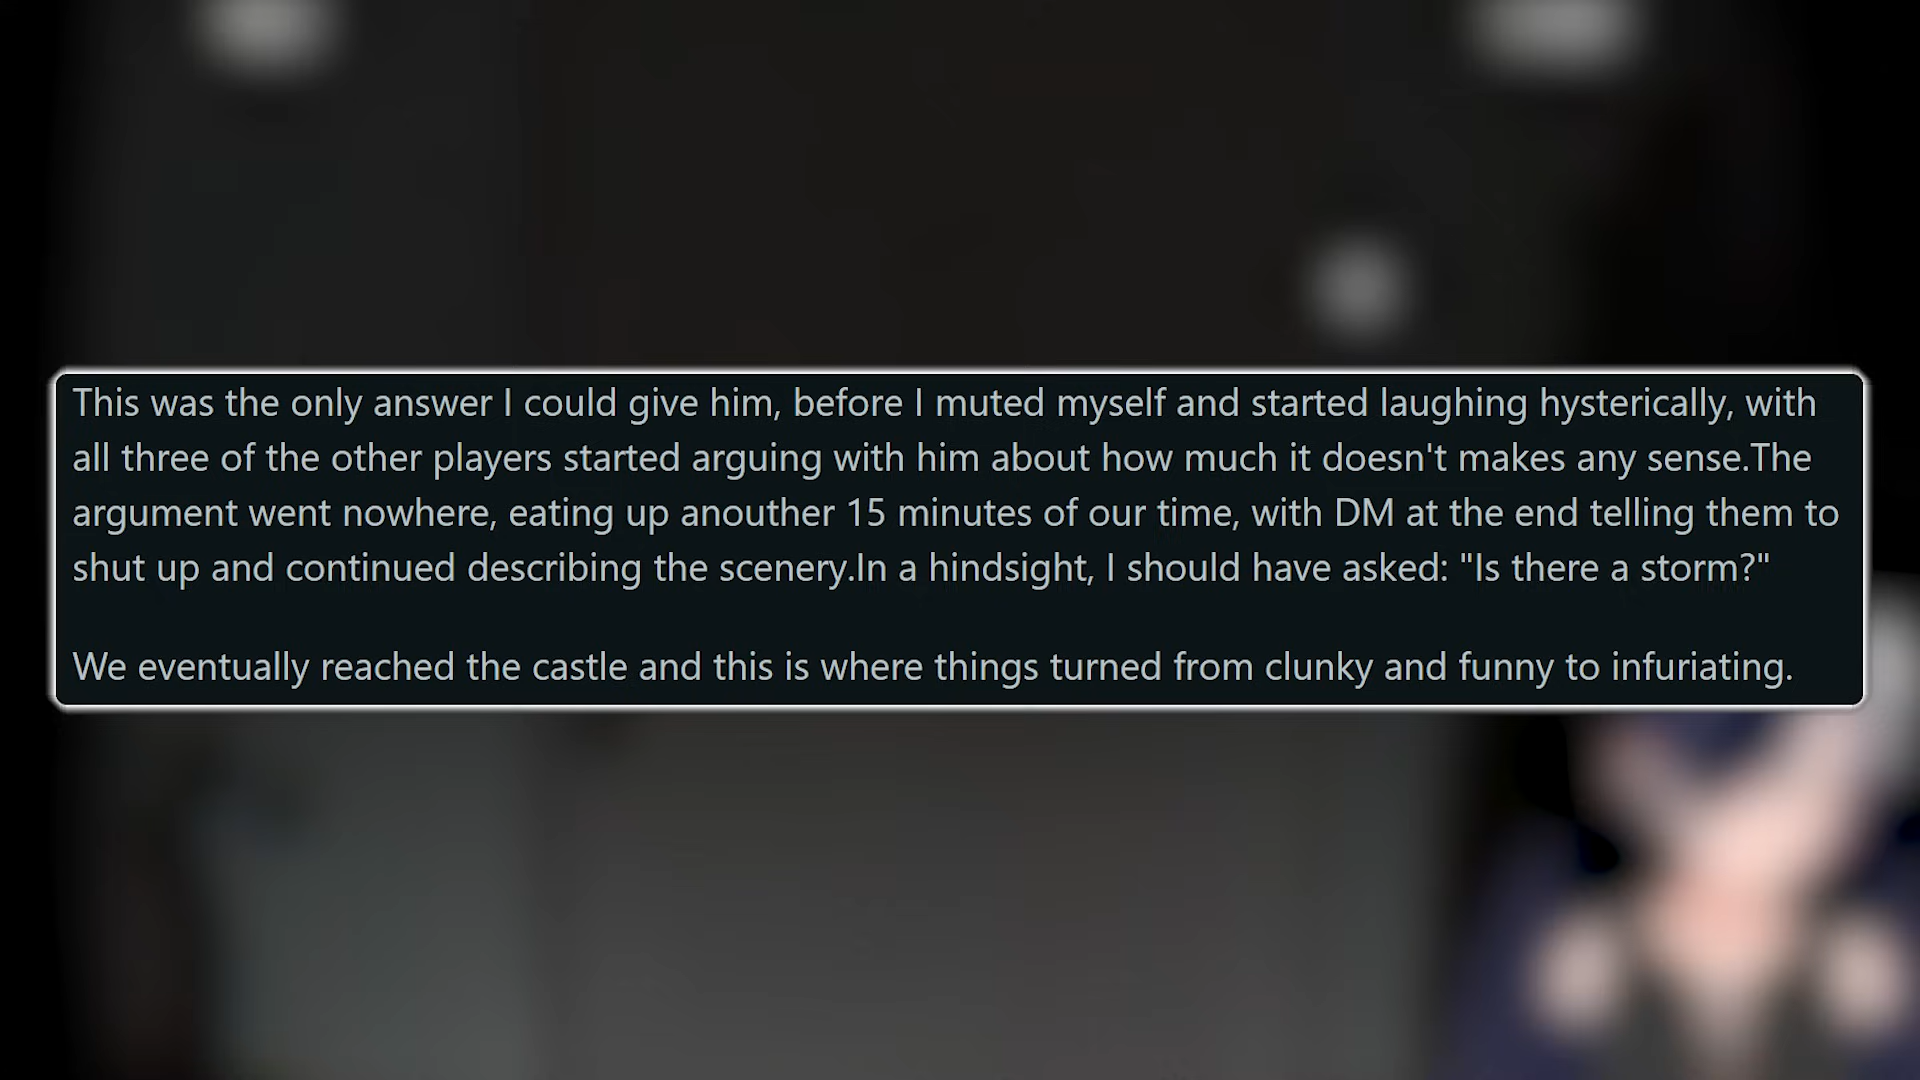 This was the only answer I could give him, before I muted myself and started laughing hysterically, with
all three of the other players started arguing with him about how much it doesn't makes any sense.The
argument went nowhere, eating up anouther 15 minutes of our time, with DM at the end telling them to
shut up and continued describing the scenery.In a hindsight, I should have asked: "Is there a storm?"
We eventually reached the castle and this is where things turned from clunky and funny to infuriating.